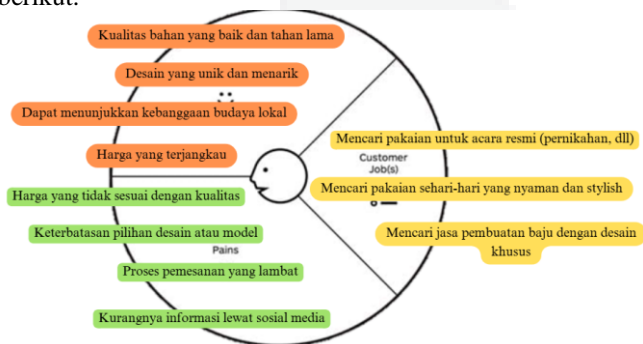 berikut:
Kualitas bahan yang baik dan tahan lama
Desain yang unik dan menarik
Dapat menunjukkan kebanggaan budaya lokal
Harga yang terjangkau
Harga yang tidak sesuai dengan kualitas
Keterbatasan pilihan desain atau model
Pains
Proses pemesanan yang lambat
Kurangnya informasi lewat sosial media
Mencari pakaian untuk acara resmi (pernikahan, dll)
Customer
Job(s)
Mencari pakaian sehari-hari yang nyaman dan stylish
Mencari jasa pembuatan baju dengan desain
khusus